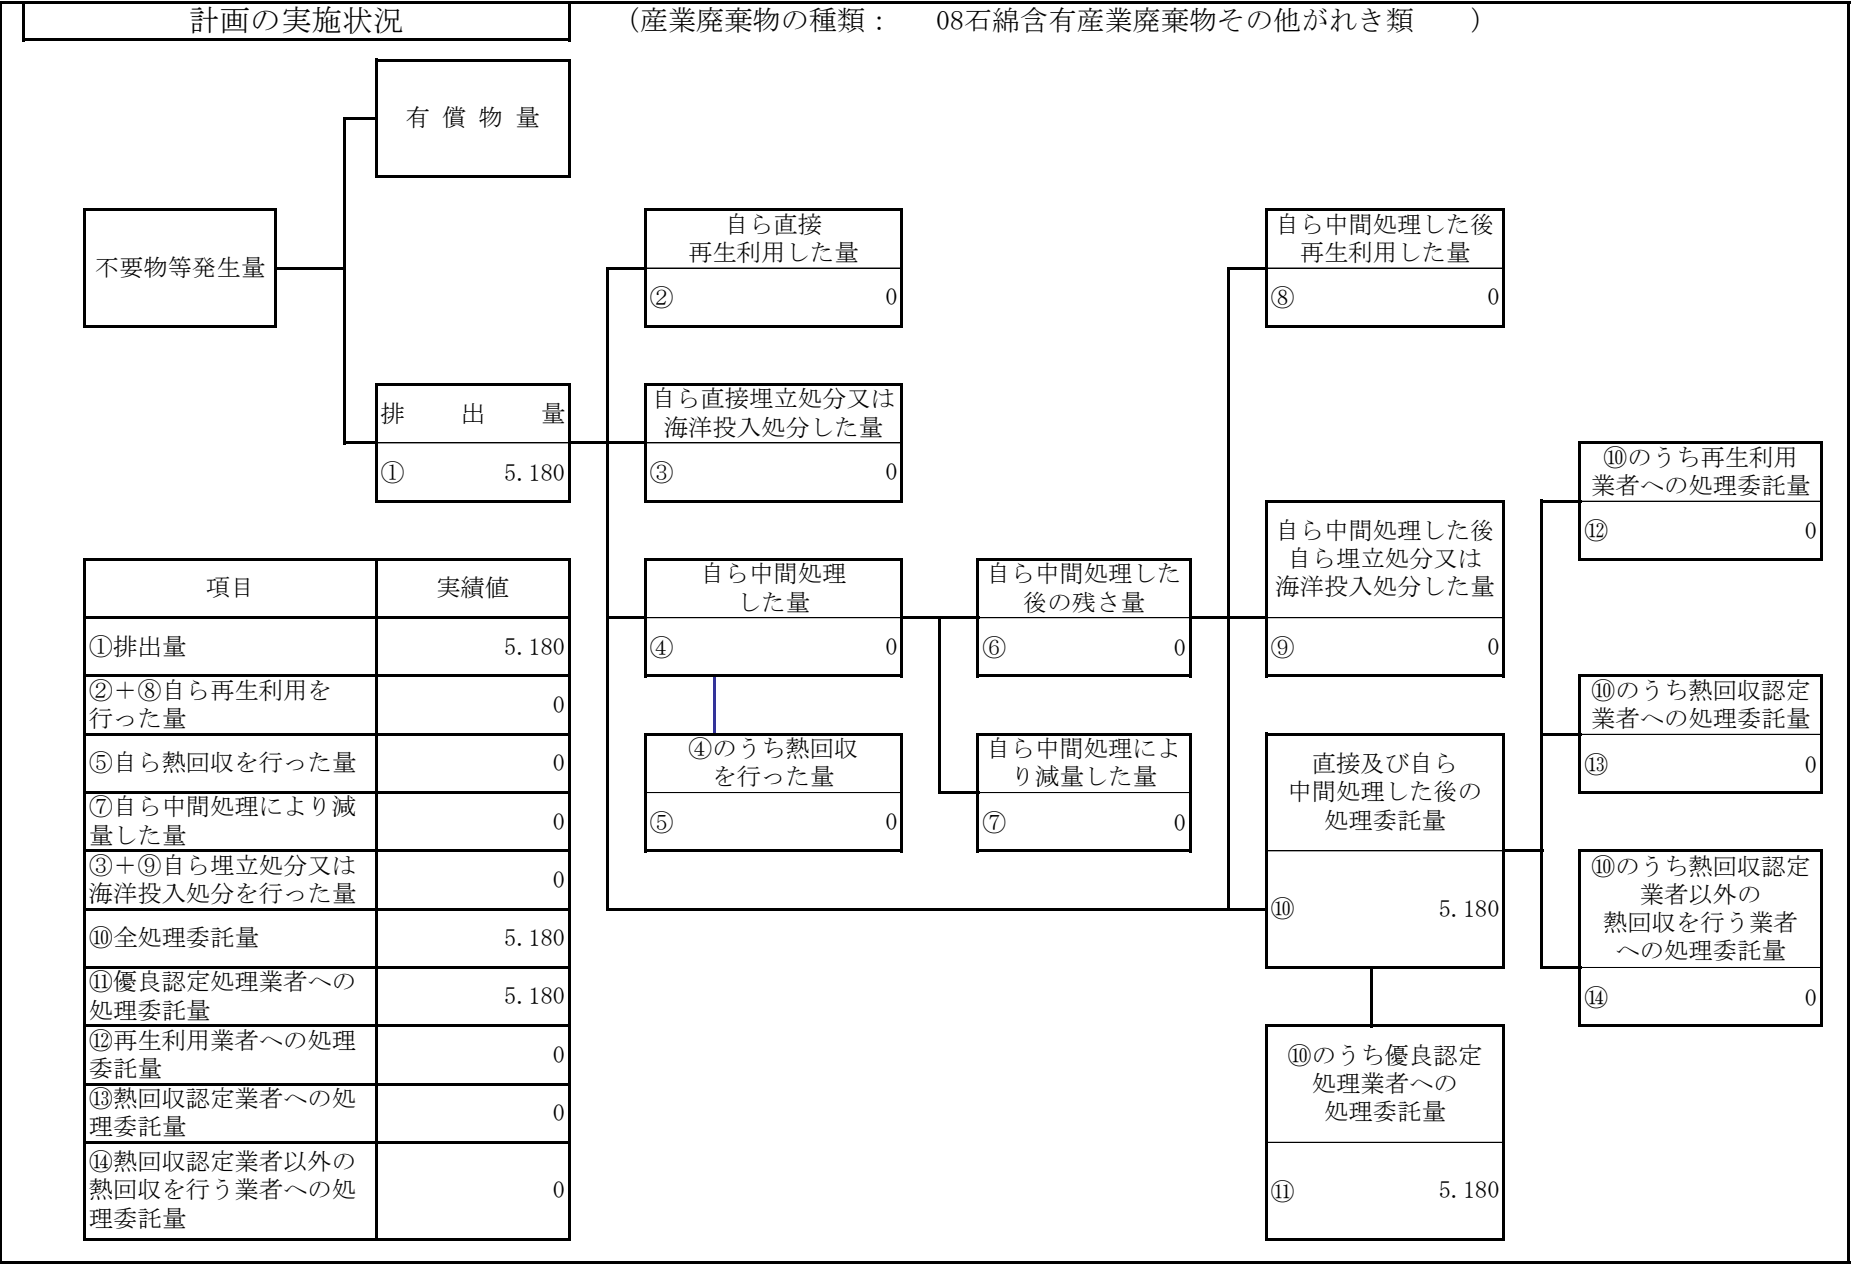 計画の実施状況
（産業廃棄物の種類：　08石綿含有産業廃棄物その他がれき類　）
有償物量
不要物等発生量
排出量
① 5.180
自ら直接
再生利用した量
② 0
自ら直接埋立処分又は
海洋投入処分した量
③ 0
自ら中間処理
した量
④ 0
④のうち熱回収
を行った量
⑤ 0
自ら中間処理した
後の残さ量
⑥ 0
自ら中間処理によ
り減量した量
⑦ 0
自ら中間処理した後
再生利用した量
⑧ 0
自ら中間処理した後
自ら埋立処分又は
海洋投入処分した量
⑨ 0
直接及び自ら
中間処理した後の
処理委託量
⑩ 5.180
⑩のうち優良認定
処理業者への
処理委託量
⑪ 5.180
⑩のうち再生利用
業者への処理委託量
⑫ 0
⑩のうち熱回収認定
業者への処理委託量
⑬ 0
⑩のうち熱回収認定
業者以外の
熱回収を行う業者
への処理委託量
⑭ 0
項目 実績値
①排出量 5.180
②＋⑧自ら再生利用を
行った量 0
⑤自ら熱回収を行った量 0
⑦自ら中間処理により減
量した量 0
③＋⑨自ら埋立処分又は
海洋投入処分を行った量 0
⑩全処理委託量 5.180
⑪優良認定処理業者への
処理委託量 5.180
⑫再生利用業者への処理
委託量 0
⑬熱回収認定業者への処
理委託量 0
⑭熱回収認定業者以外の
熱回収を行う業者への処
理委託量 0